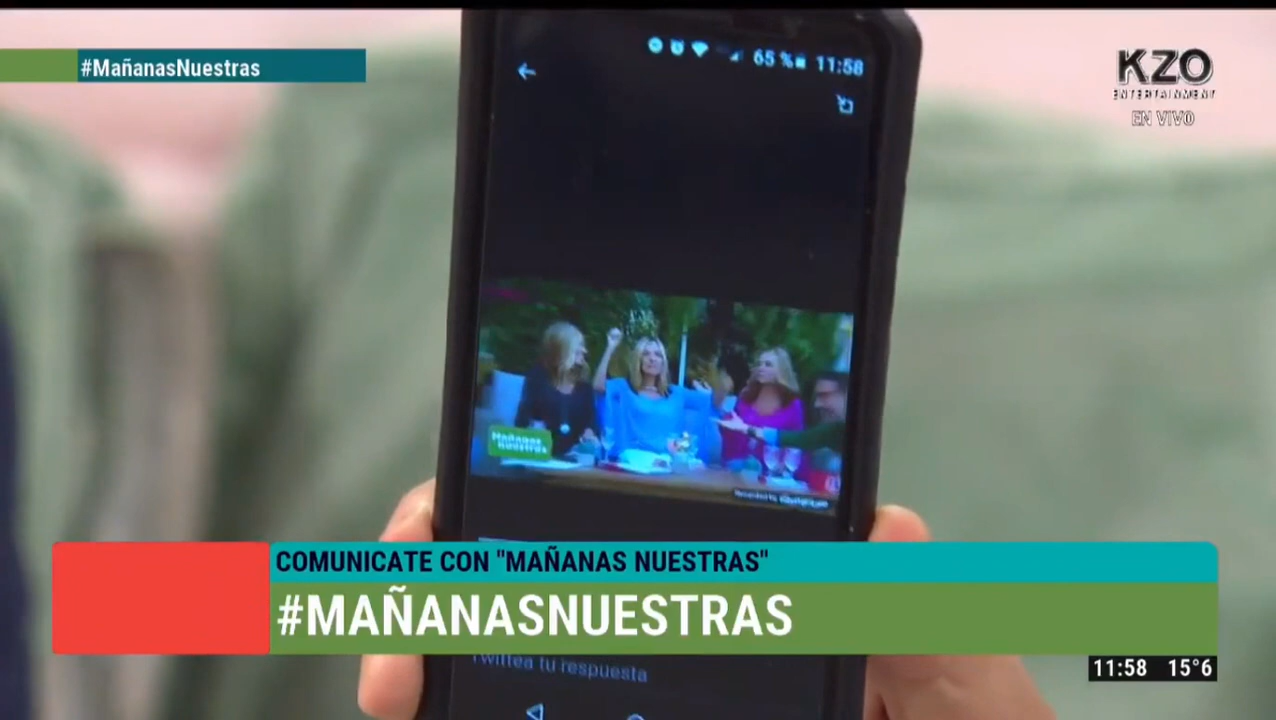 #MañanasNuestras
65 % 11:58
KZO
ENTERTAINMENT
EN VIVO
Mañanas
nuestras
COMUNICATE CON "MAÑANAS NUESTRAS"
#MAÑANASNUESTRAS
Twittea tu respuesta
11:58 15°6